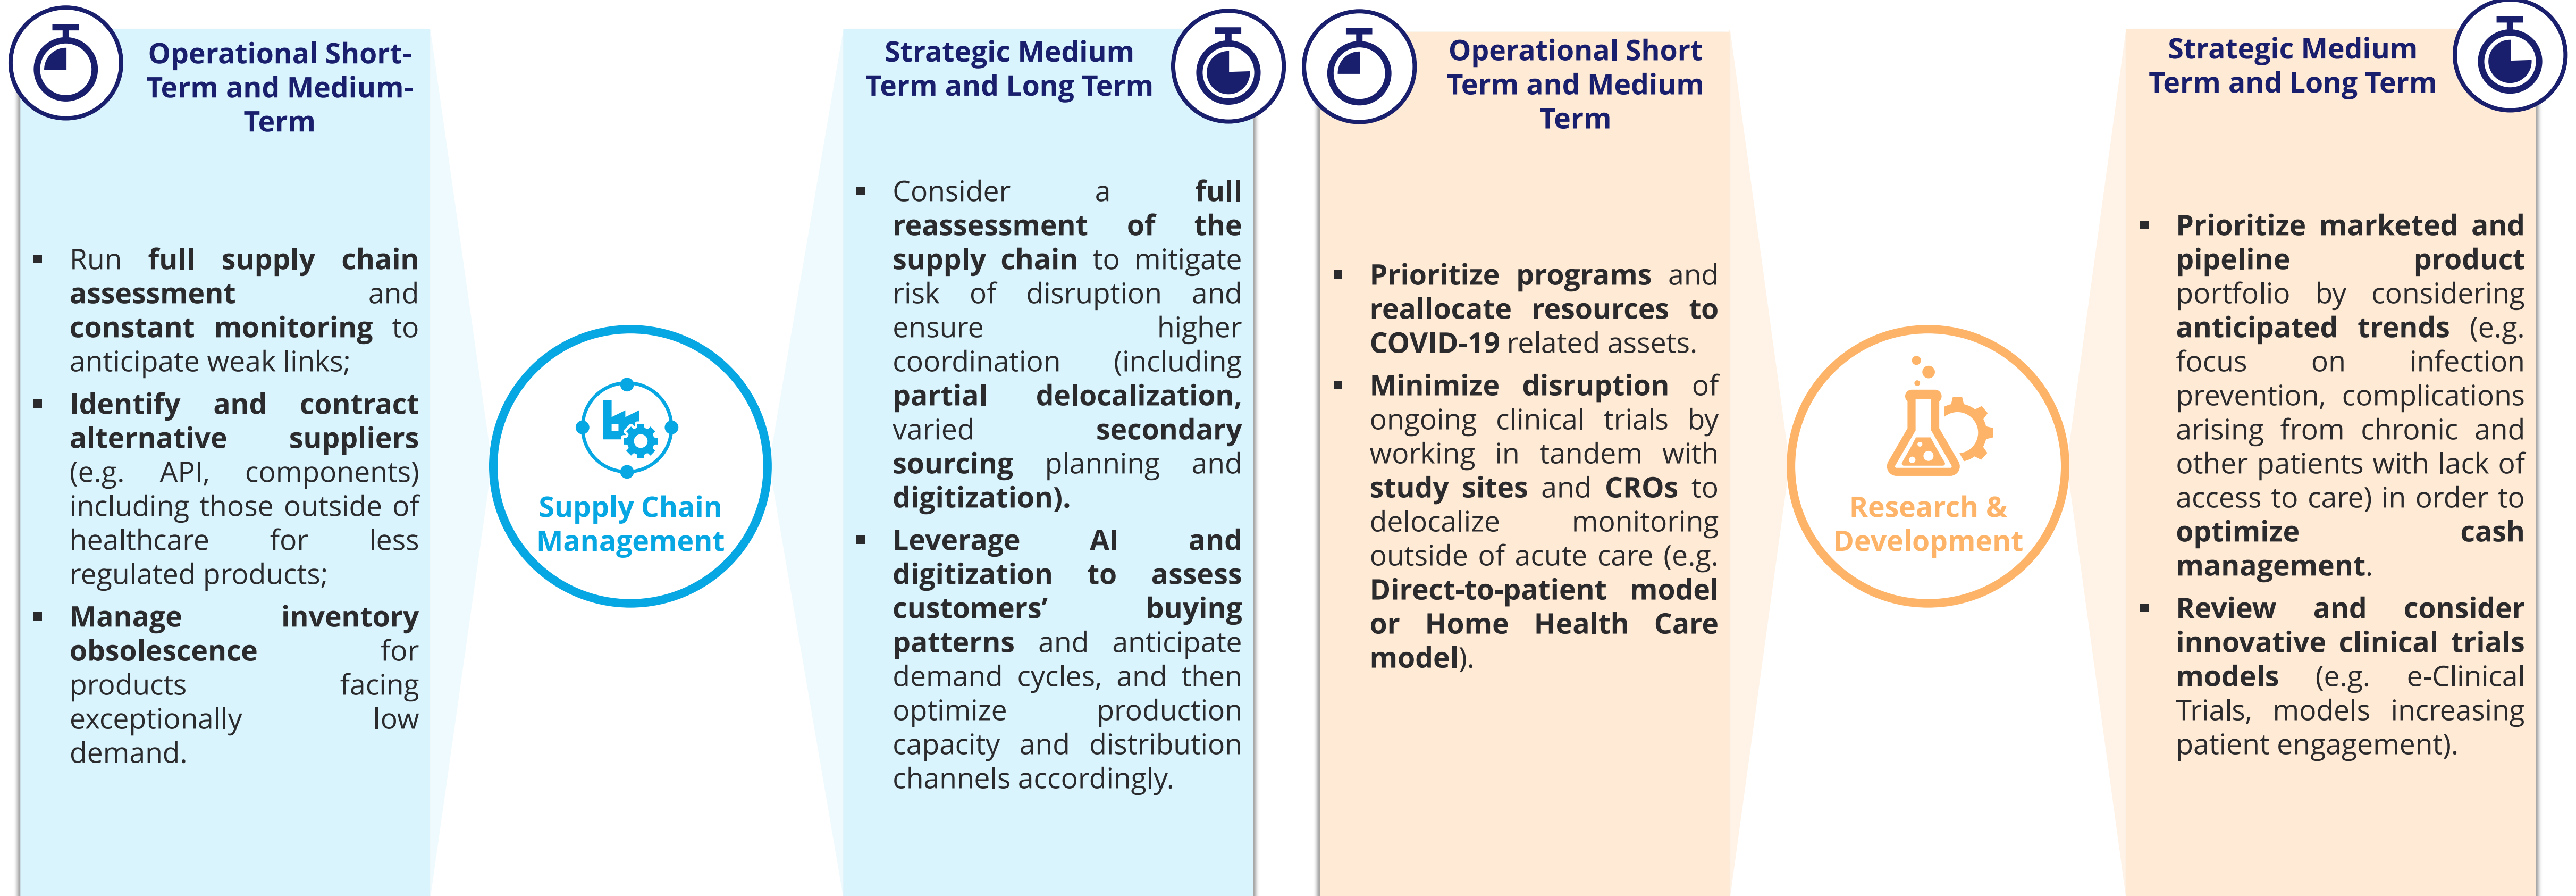 Operational Short-
Term and Medium-
Term
▪ Run full supply chain
assessment and
constant monitoring to
anticipate weak links;
▪ Identify and contract
alternative suppliers
(e.g. API, components)
including those outside of
healthcare for less
regulated products;
▪ Manage inventory
obsolescence for
products facing
exceptionally low
demand.
Supply Chain
Management
Strategic Medium
Term and Long Term
▪ Consider a full
reassessment of the
supply chain to mitigate
risk of disruption and
ensure higher
coordination (including
partial delocalization,
varied secondary
sourcing planning and
digitization).
▪ Leverage AI and
digitization to assess
customers’ buying
patterns and anticipate
demand cycles, and then
optimize production
capacity and distribution
channels accordingly.
Operational Short
Term and Medium
Term
▪ Prioritize programs and
reallocate resources to
COVID-19 related assets.
▪ Minimize disruption of
ongoing clinical trials by
working in tandem with
study sites and CROs to
delocalize monitoring
outside of acute care (e.g.
Direct-to-patient model
or Home Health Care
model).
Research &
Development
Strategic Medium
Term and Long Term
▪ Prioritize marketed and
pipeline product
portfolio by considering
anticipated trends (e.g.
focus on infection
prevention, complications
arising from chronic and
other patients with lack of
access to care) in order to
optimize cash
management.
▪ Review and consider
innovative clinical trials
models (e.g. e-Clinical
Trials, models increasing
patient engagement).